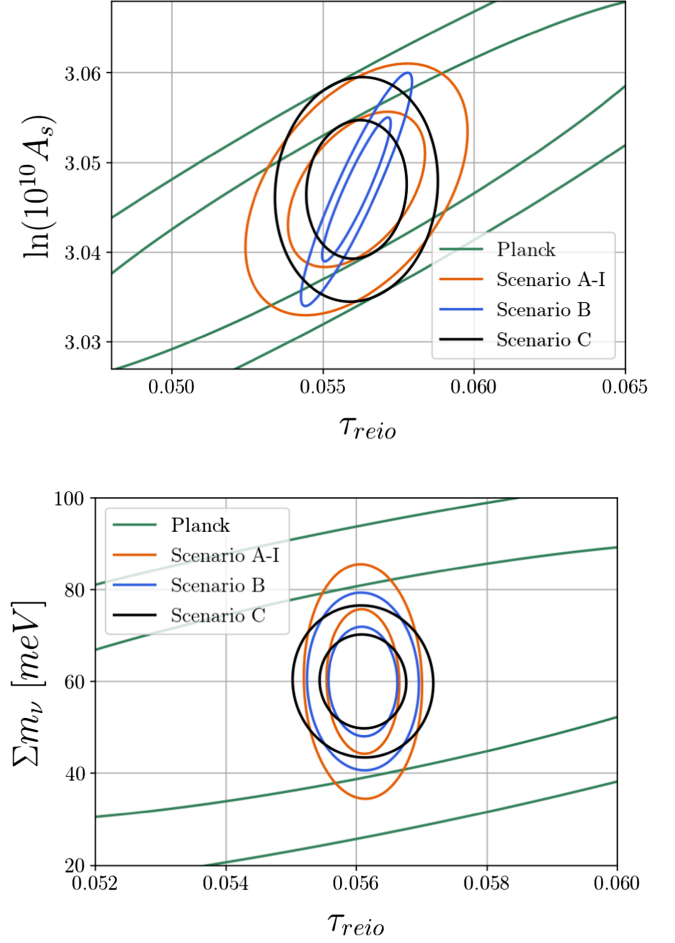 3.06
3.05
3.04
3.03
ln(10¹⁰ Aₛ)
Planck
Scenario A-I
Scenario B
Scenario C
0.050 0.055 0.060 0.065
τ_reio
100
80
60
40
20
Σm_ν [meV]
Planck
Scenario A-I
Scenario B
Scenario C
0.052 0.054 0.056 0.058 0.060
τ_reio